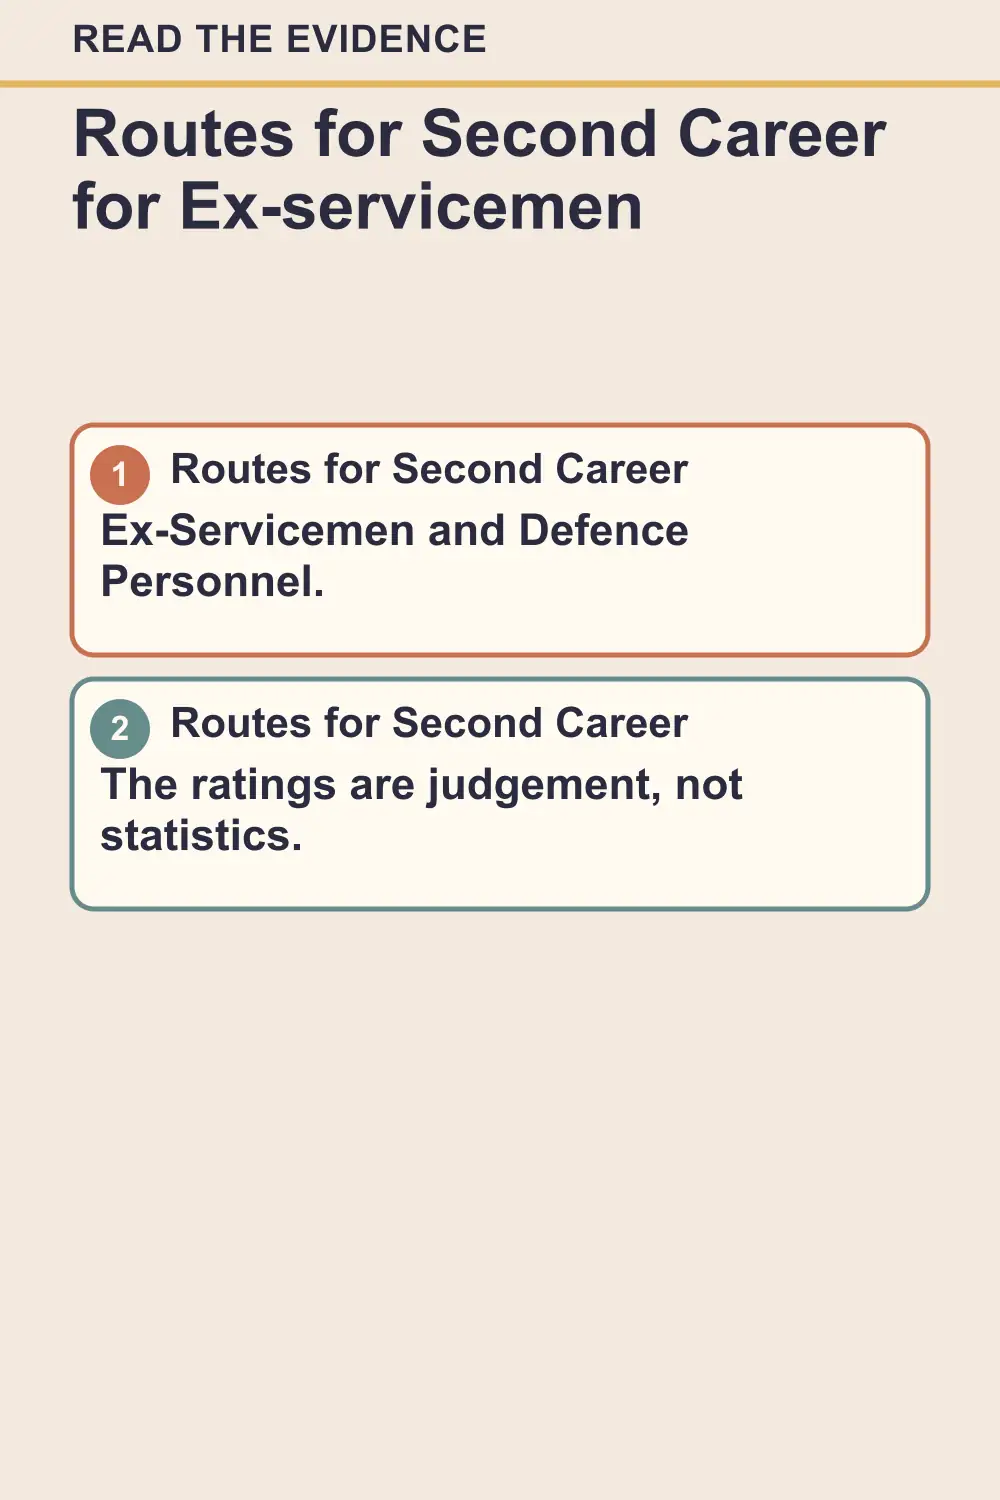 READ THE EVIDENCE
Routes for Second Career
for Ex-servicemen
1 Routes for Second Career
Ex-Servicemen and Defence
Personnel.
2 Routes for Second Career
The ratings are judgement, not
statistics.